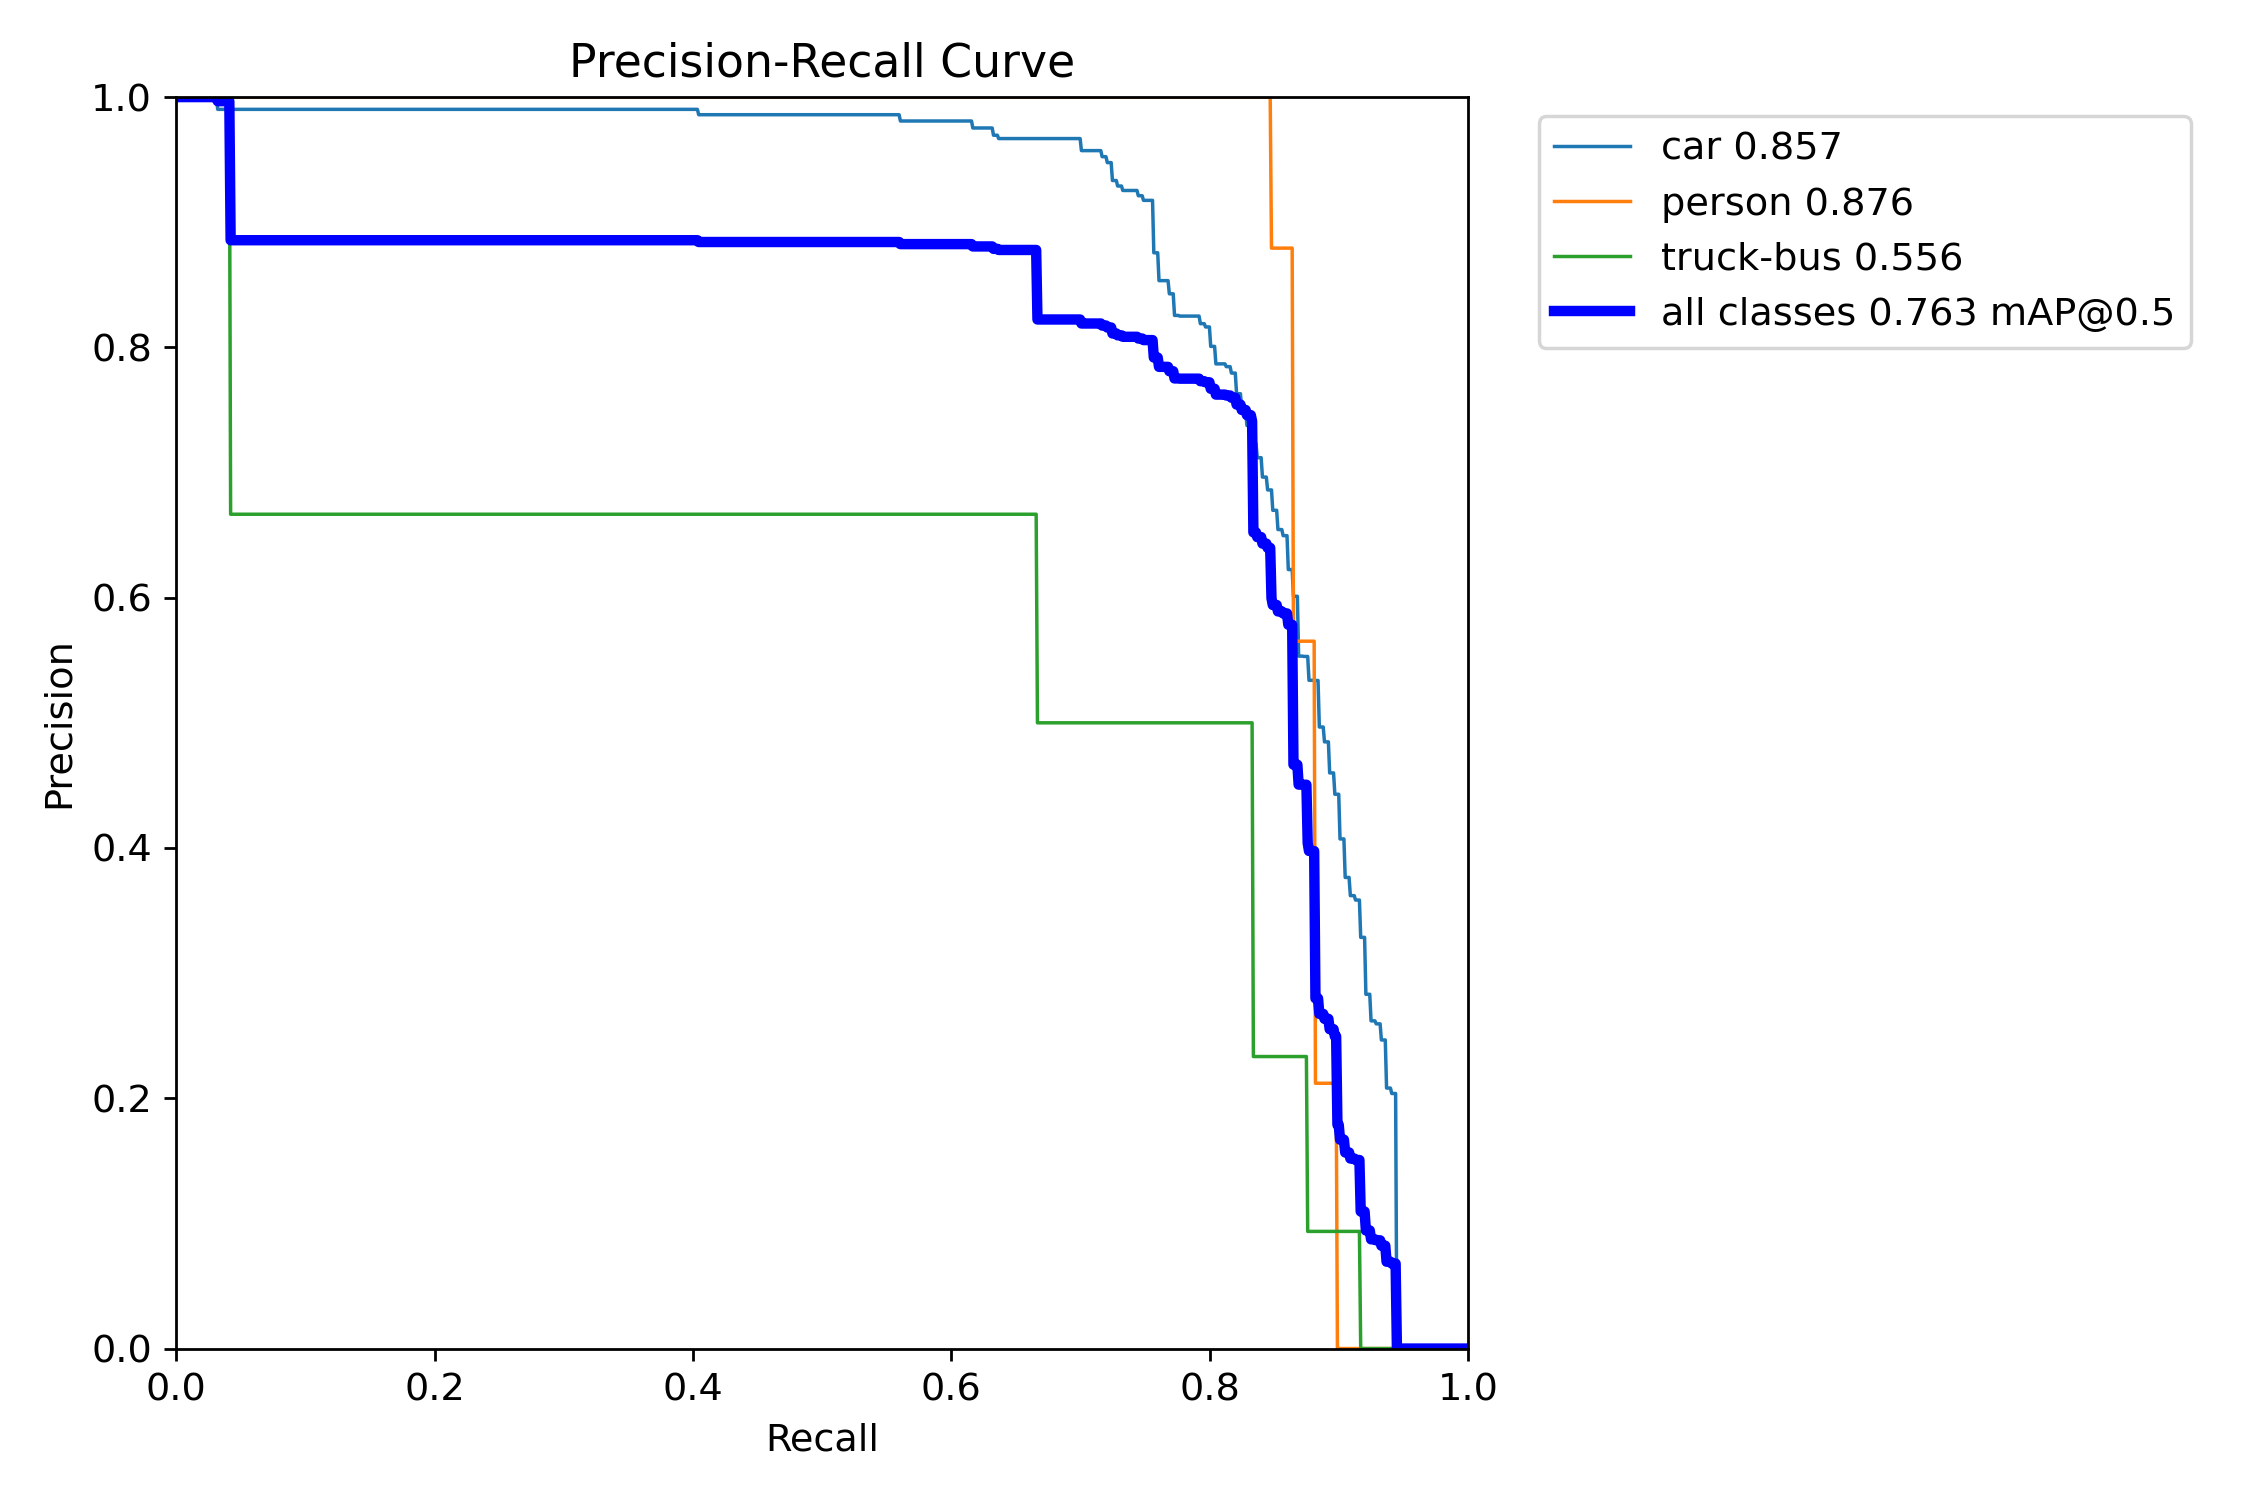 Precision-Recall Curve
1.0
0.8
0.6
0.4
0.2
0.0
Precision
0.0 0.2 0.4 0.6 0.8 1.0
Recall
car 0.857
person 0.876
truck-bus 0.556
all classes 0.763 mAP@0.5